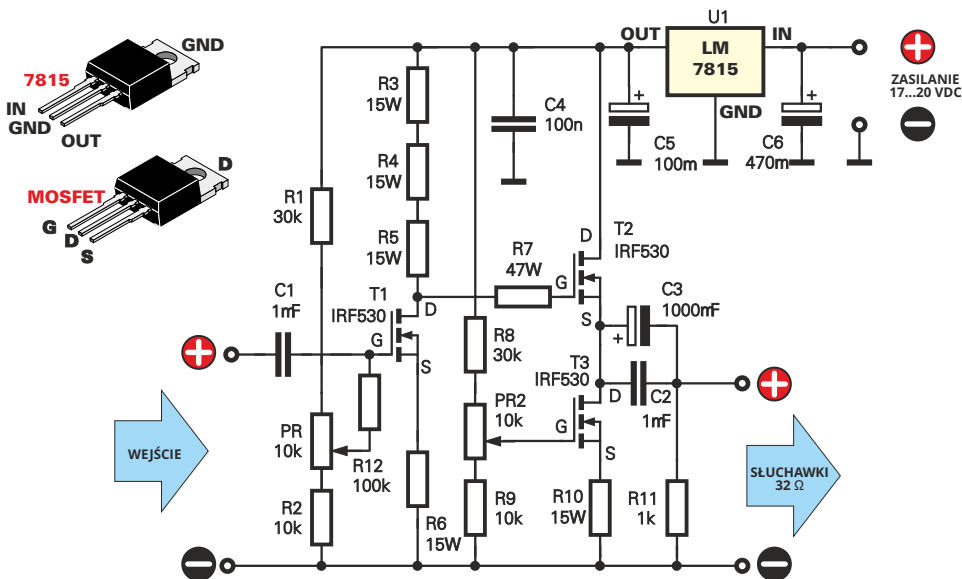 GND
7815
IN
GND
OUT
D
MOSFET
G
D
S
U1
OUT
LM
7815
IN
GND
ZASILANIE
17...20 VDC
R3
15W
R4
15W
R5
15W
C4
100n
C5
100m
C6
470m
R1
30k
R7
47W
D
T2
IRF530
G
S
C1
1mF
T1
IRF530
D
G
S
C3
1000mF
+
+
+
R8
30k
T3
IRF530
D
G
S
C2
1mF
WEJŚCIE
PR
10k
R12
100k
PR2
10k
SŁUCHAWKI
32 Ω
R2
10k
R6
15W
R9
10k
R10
15W
R11
1k